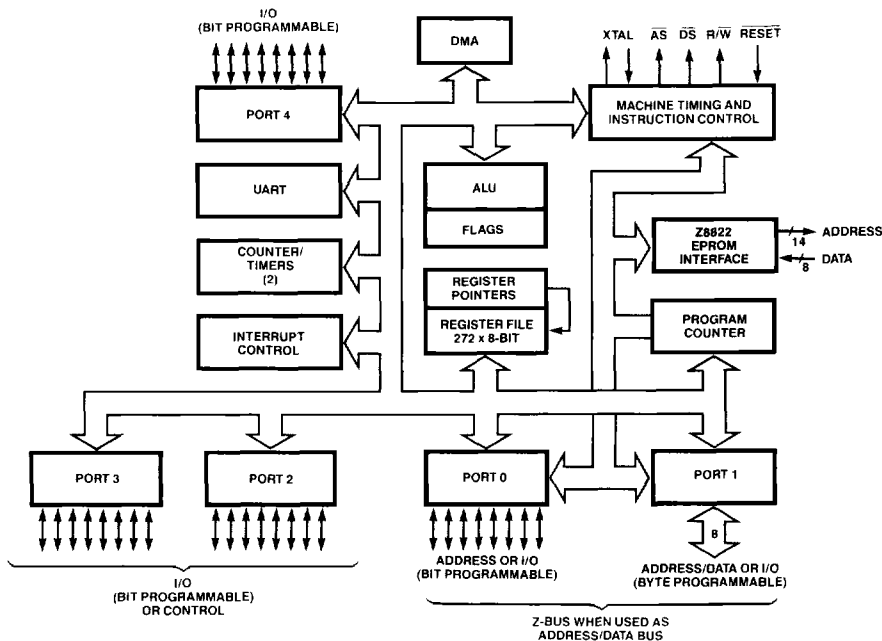 I/O
(BIT PROGRAMMABLE)
DMA
XTAL AS DS R/W RESET
PORT 4
MACHINE TIMING AND
INSTRUCTION CONTROL
UART
ALU
FLAGS
Z8822
EPROM
INTERFACE
14
ADDRESS
8
DATA
COUNTER/
TIMERS
(2)
REGISTER
POINTERS
REGISTER FILE
272 x 8-BIT
PROGRAM
COUNTER
INTERRUPT
CONTROL
PORT 3
PORT 2
PORT 0
PORT 1
8
I/O
(BIT PROGRAMMABLE)
OR CONTROL
ADDRESS OR I/O
(BIT PROGRAMMABLE)
ADDRESS/DATA OR I/O
(BYTE PROGRAMMABLE)
Z-BUS WHEN USED AS
ADDRESS/DATA BUS